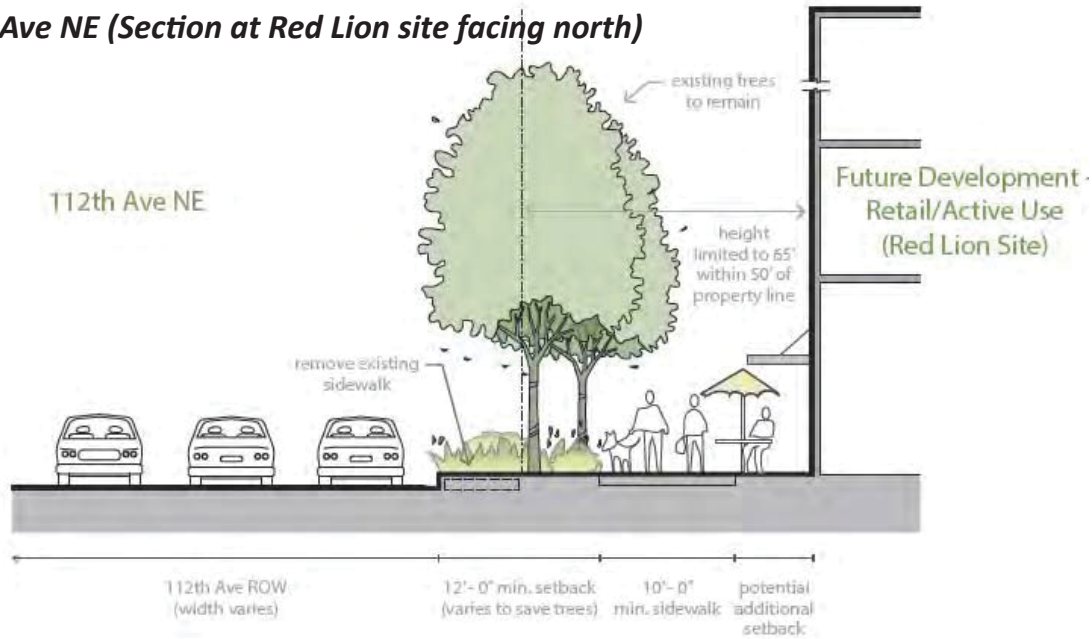 Ave NE (Section at Red Lion site facing north)
existing trees
to remain
112th Ave NE
Future Development -
Retail/Active Use
(Red Lion Site)
height
limited to 65'
within 50' of
property line
remove existing
sidewalk
112th Ave ROW
(width varies)
12'- 0" min. setback
(varies to save trees)
10'- 0"
min. sidewalk
potential
additional
setback